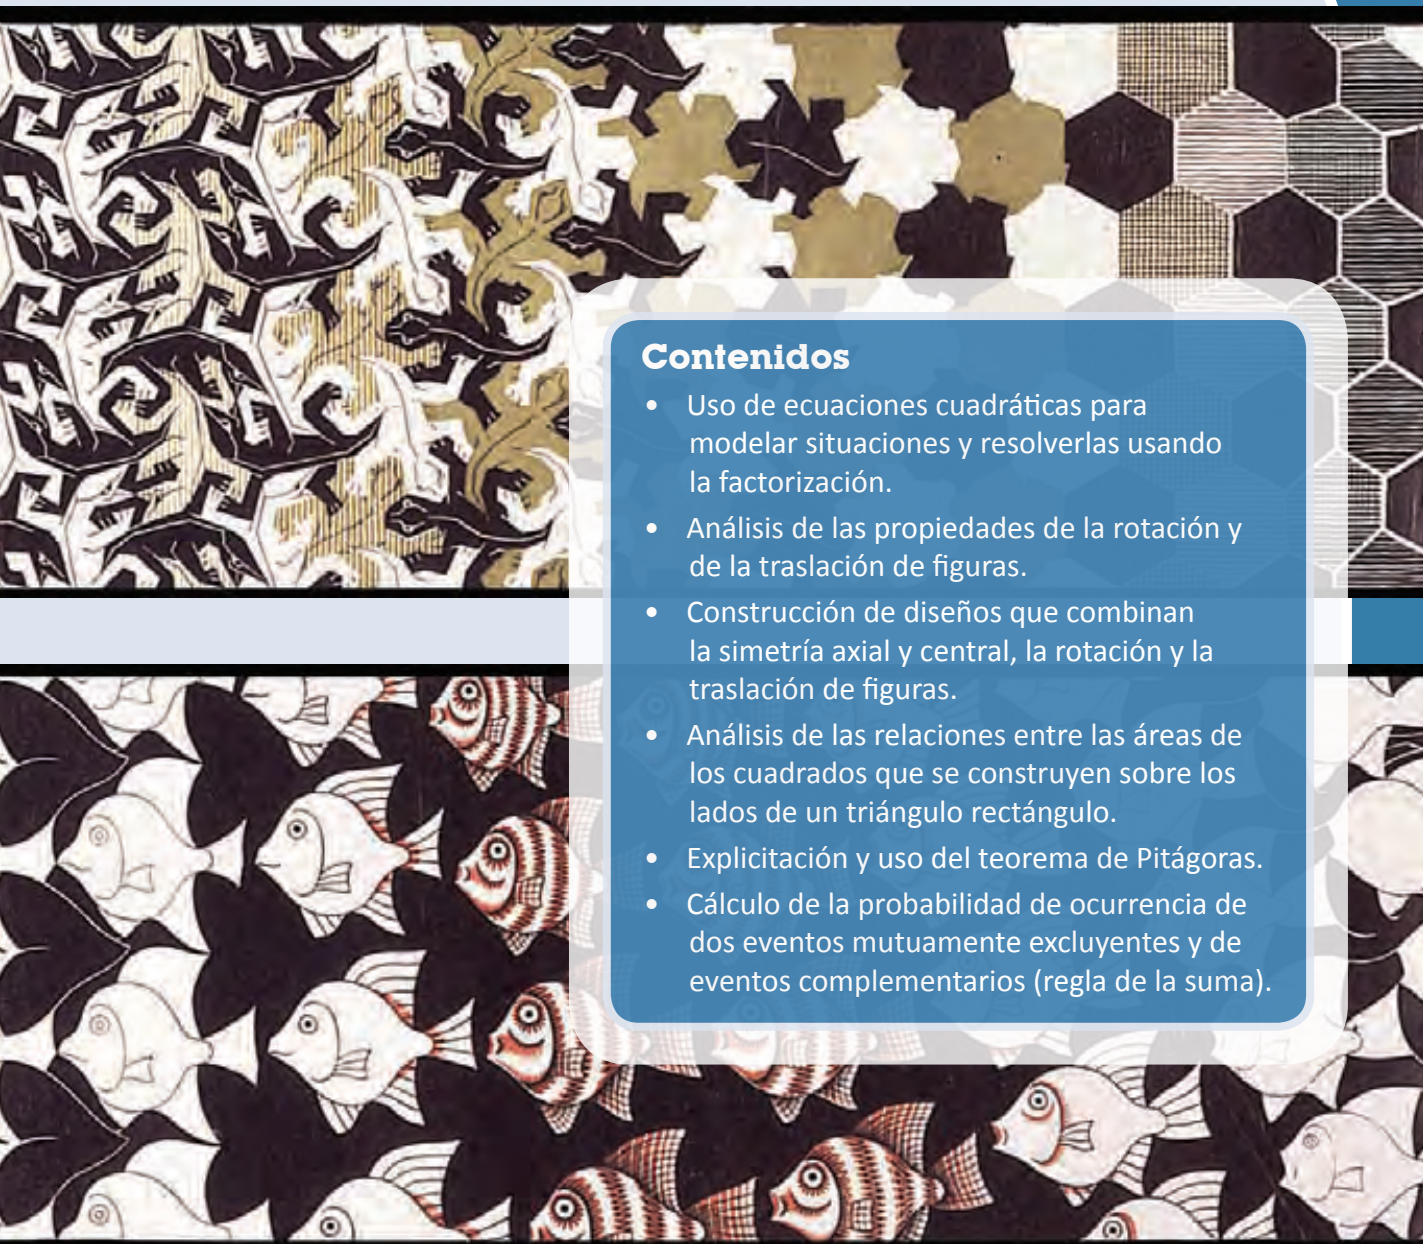 Contenidos
• Uso de ecuaciones cuadráticas para
modelar situaciones y resolverlas usando
la factorización.
• Análisis de las propiedades de la rotación y
de la traslación de figuras.
• Construcción de diseños que combinan
la simetría axial y central, la rotación y la
traslación de figuras.
• Análisis de las relaciones entre las áreas de
los cuadrados que se construyen sobre los
lados de un triángulo rectángulo.
• Explicitación y uso del teorema de Pitágoras.
• Cálculo de la probabilidad de ocurrencia de
dos eventos mutuamente excluyentes y de
eventos complementarios (regla de la suma).